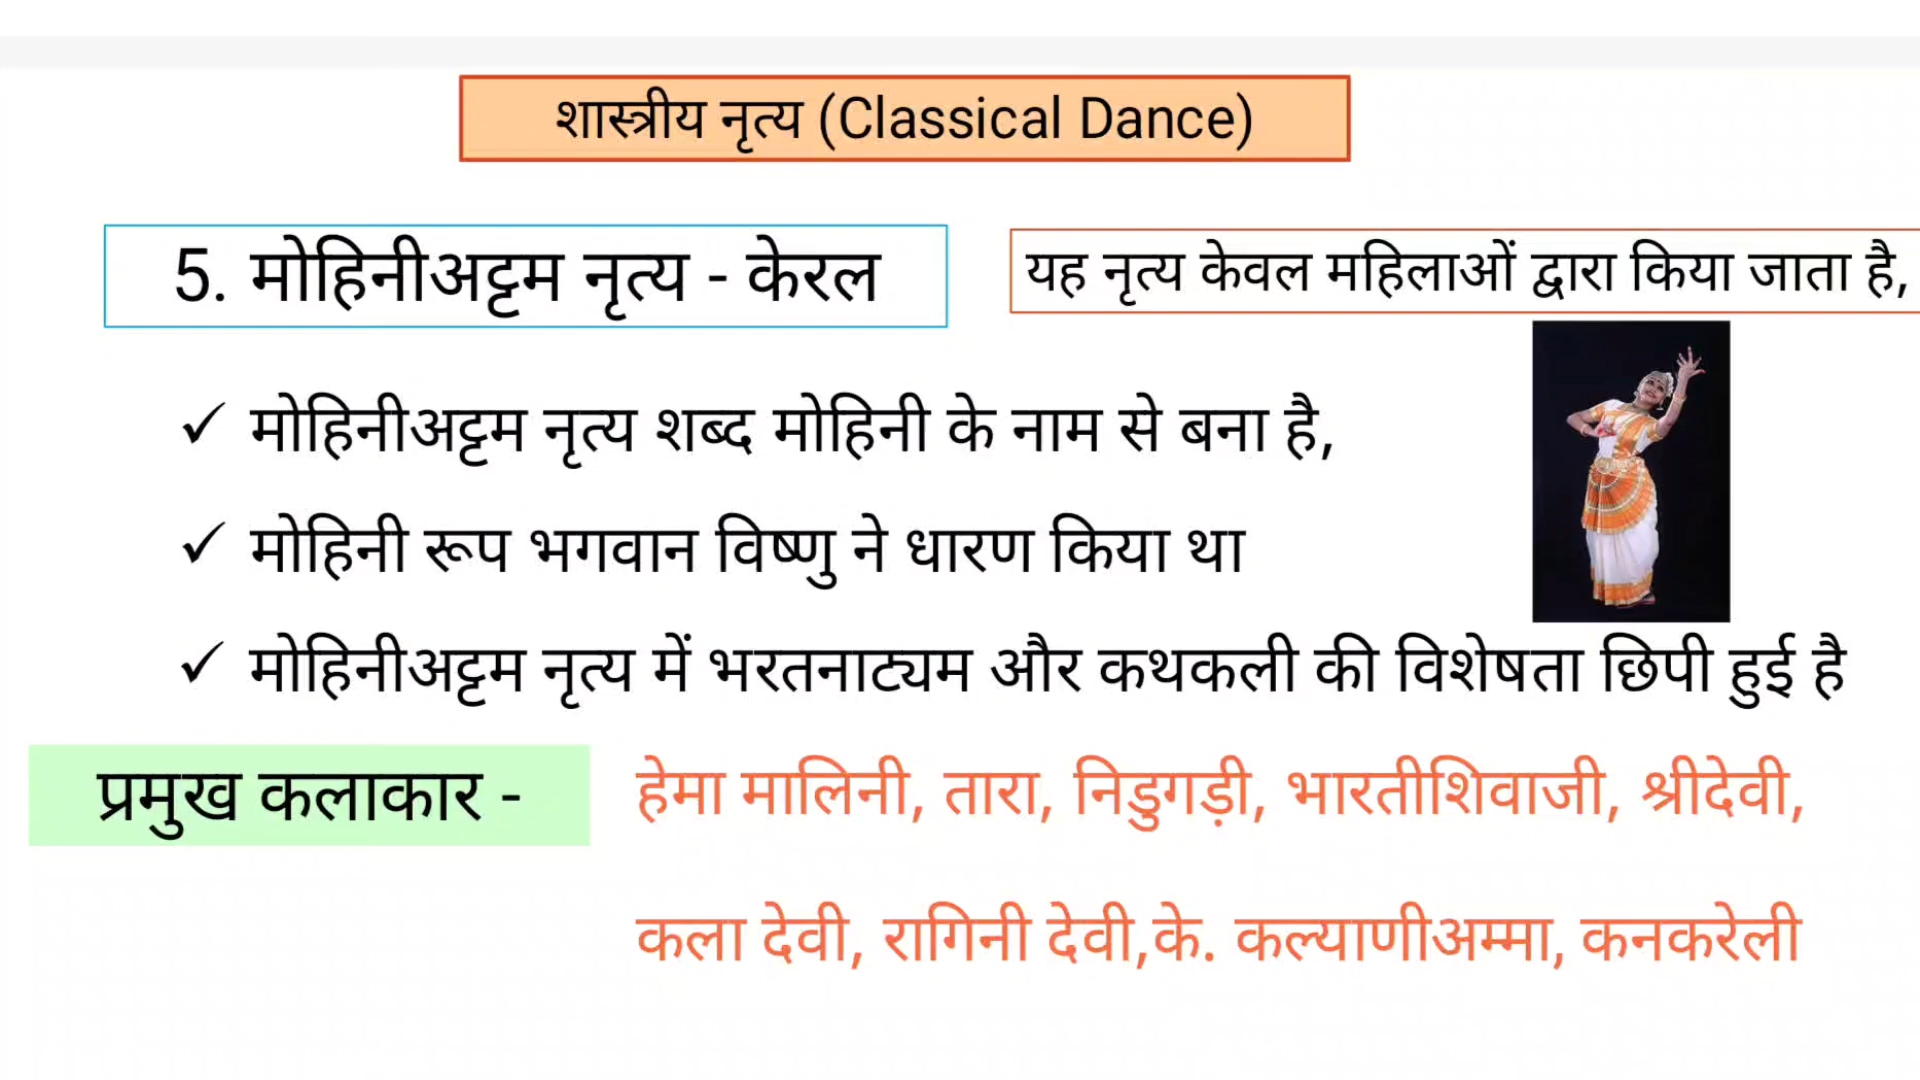 शास्त्रीय नृत्य (Classical Dance)
5. मोहिनीअट्टम नृत्य - केरल
यह नृत्य केवल महिलाओं द्वारा किया जाता है,
✓ मोहिनीअट्टम नृत्य शब्द मोहिनी के नाम से बना है,
✓ मोहिनी रूप भगवान विष्णु ने धारण किया था
✓ मोहिनीअट्टम नृत्य में भरतनाट्यम और कथकली की विशेषता छिपी हुई है
प्रमुख कलाकार - हेमा मालिनी, तारा, निडुगड़ी, भारतीशिवाजी, श्रीदेवी,
कला देवी, रागिनी देवी,के. कल्याणीअम्मा, कनकरेली